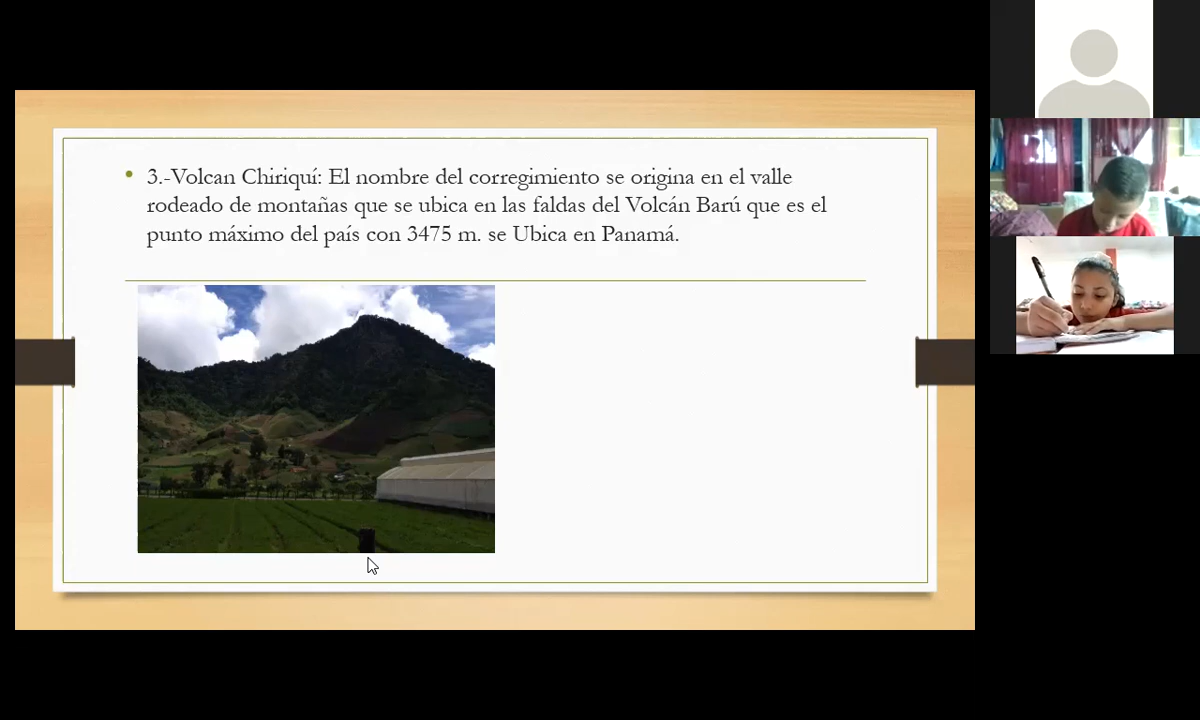 3.-Volcan Chiriquí: El nombre del corregimiento se origina en el valle
rodeado de montañas que se ubica en las faldas del Volcán Barú que es el
punto máximo del país con 3475 m. se Ubica en Panamá.